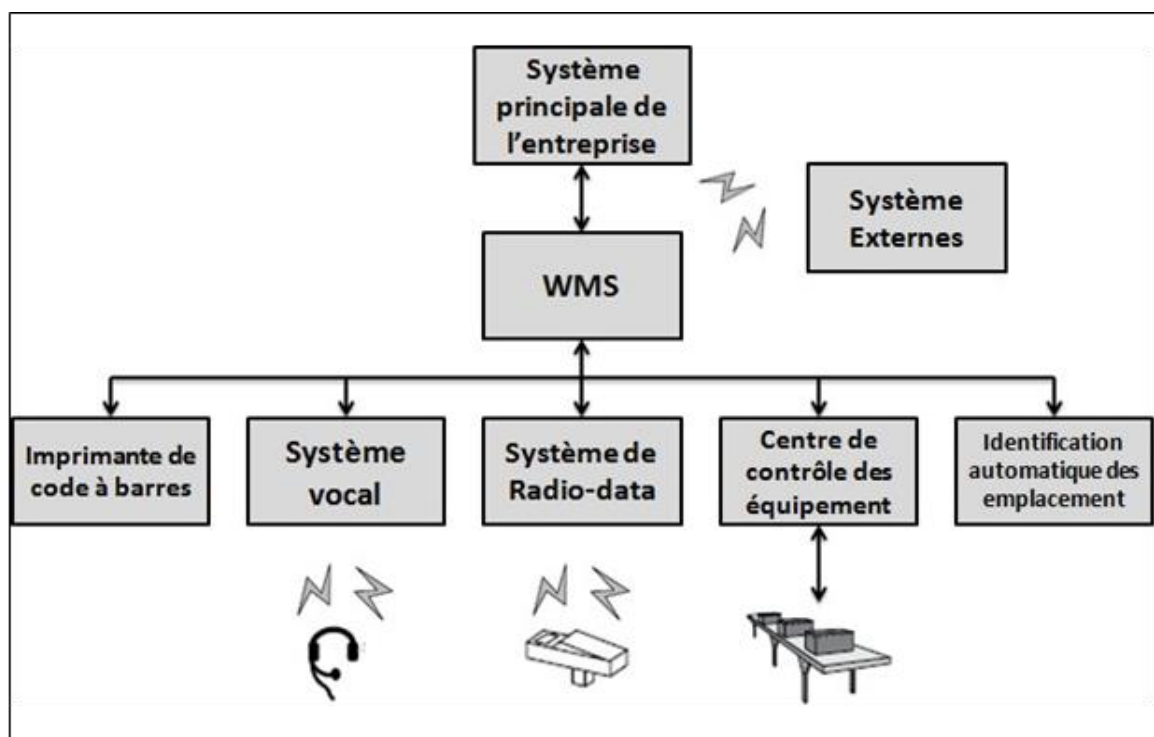 Système
principale de
l'entreprise
Système
Externes
WMS
Imprimante de
code à barres
Système
vocal
Système de
Radio-data
Centre de
contrôle des
équipement
Identification
automatique des
emplacement